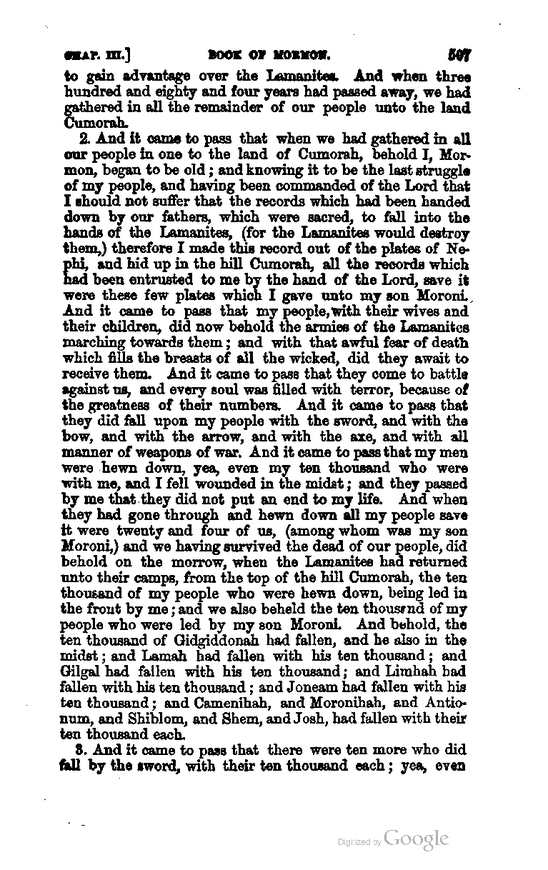 CHAP. III.] BOOK OF MORMON. 507
to gain advantage over the Lamanites. And when three
hundred and eighty and four years had passed away, we had
gathered in all the remainder of our people unto the land
Cumorah.
2. And it came to pass that when we had gathered in all
our people in one to the land of Cumorah, behold I, Mor-
mon, began to be old; and knowing it to be the last struggle
of my people, and having been commanded of the Lord that
I should not suffer that the records which had been handed
down by our fathers, which were sacred, to fall into the
hands of the Lamanites, (for the Lamanites would destroy
them,) therefore I made this record out of the plates of Ne-
phi, and hid up in the hill Cumorah, all the records which
had been entrusted to me by the hand of the Lord, save it
were these few plates which I gave unto my son Moroni.
And it came to pass that my people, with their wives and
their children, did now behold the armies of the Lamanites
marching towards them; and with that awful fear of death
which fills the breasts of all the wicked, did they await to
receive them. And it came to pass that they come to battle
against us, and every soul was filled with terror, because of
the greatness of their numbers. And it came to pass that
they did fall upon my people with the sword, and with the
bow, and with the arrow, and with the axe, and with all
manner of weapons of war. And it came to pass that my men
were hewn down, yea, even my ten thousand who were
with me, and I fell wounded in the midst; and they passed
by me that they did not put an end to my life. And when
they had gone through and hewn down all my people save
it were twenty and four of us, (among whom was my son
Moroni,) and we having survived the dead of our people, did
behold on the morrow, when the Lamanites had returned
unto their camps, from the top of the hill Cumorah, the ten
thousand of my people who were hewn down, being led in
the front by me; and we also beheld the ten thousand of my
people who were led by my son Moroni. And behold, the
ten thousand of Gidgiddonah had fallen, and he also in the
midst; and Lamah had fallen with his ten thousand; and
Gilgal had fallen with his ten thousand; and Limhah had
fallen with his ten thousand; and Joneam had fallen with his
ten thousand; and Camenihah, and Moronihah, and Antio-
num, and Shiblom, and Shem, and Josh, had fallen with their
ten thousand each.
3. And it came to pass that there were ten more who did
fall by the sword, with their ten thousand each; yea, even
Digitized by Google